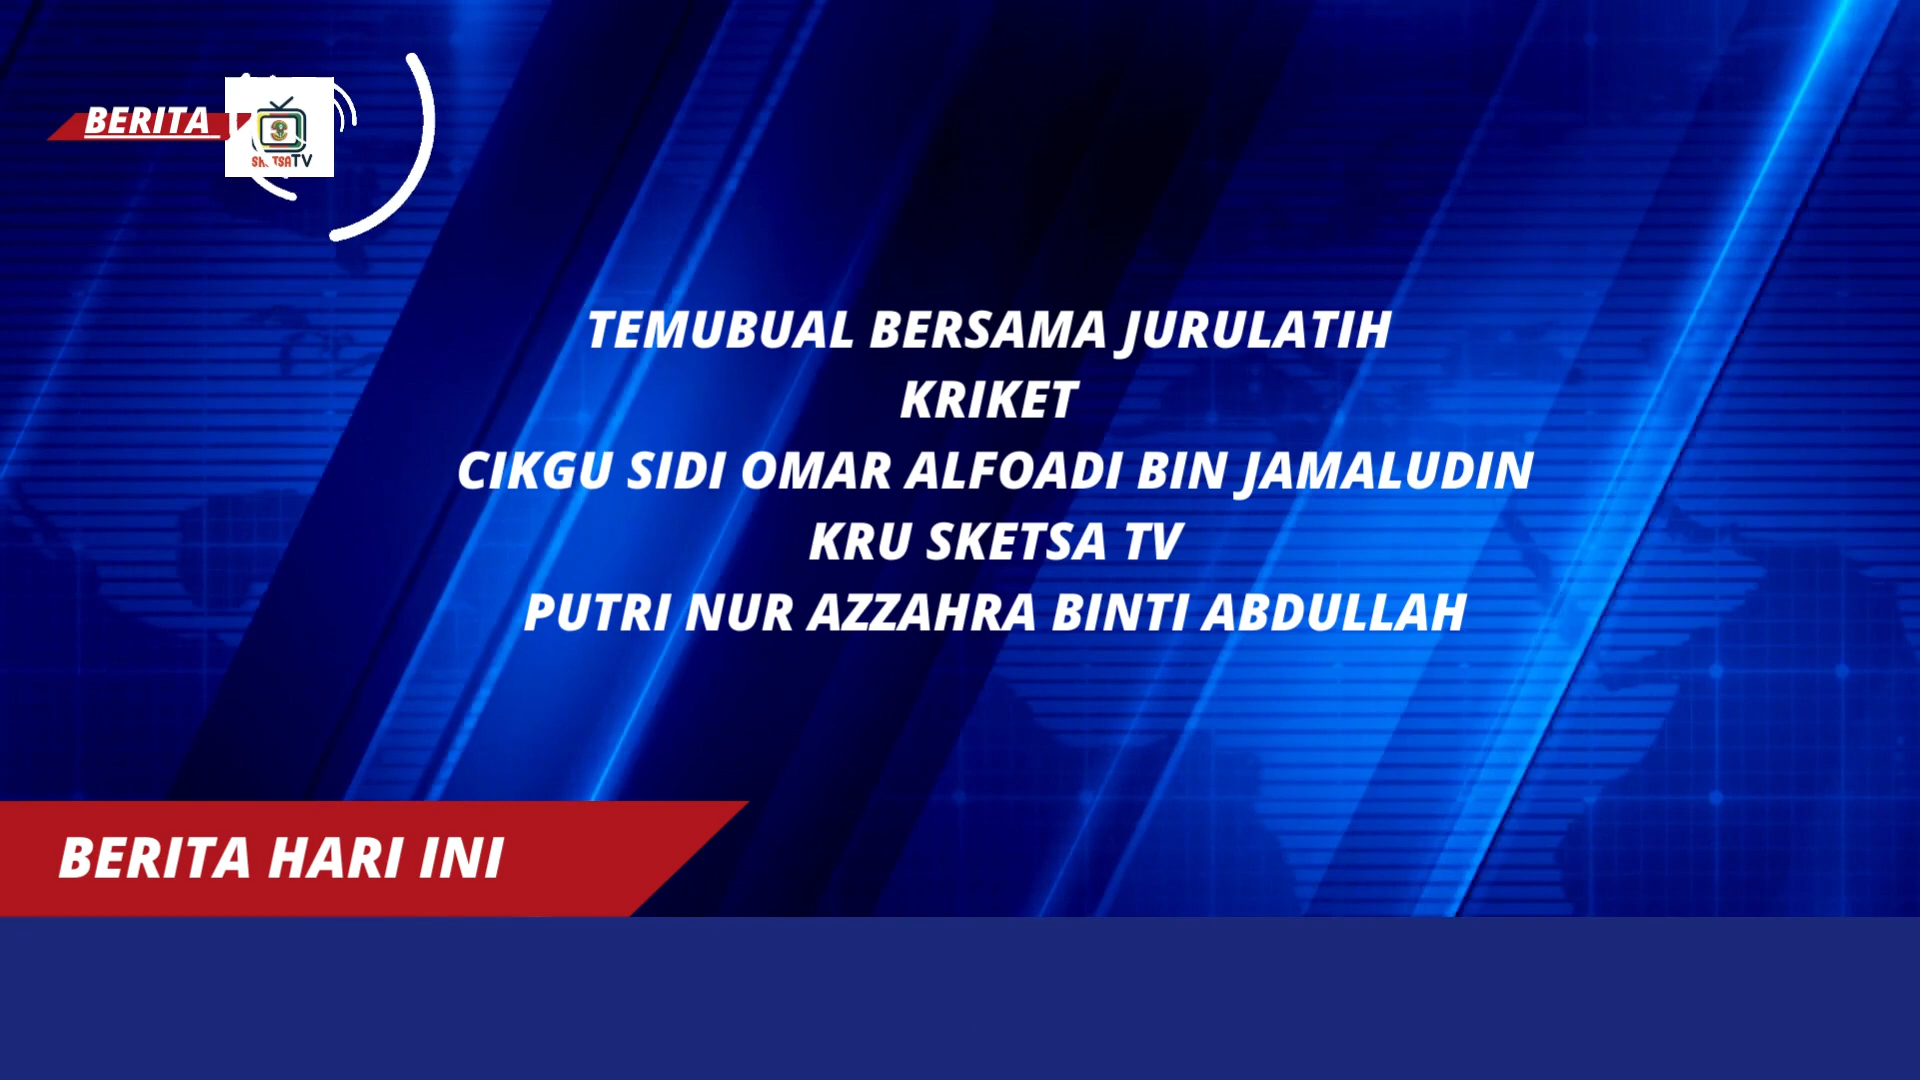 BERITA
TEMUBUAL BERSAMA JURULATIH
KRIKET
CIKGU SIDI OMAR ALFOADI BIN JAMALUDIN
KRU SKETSA TV
PUTRI NUR AZZAHRA BINTI ABDULLAH
BERITA HARI INI